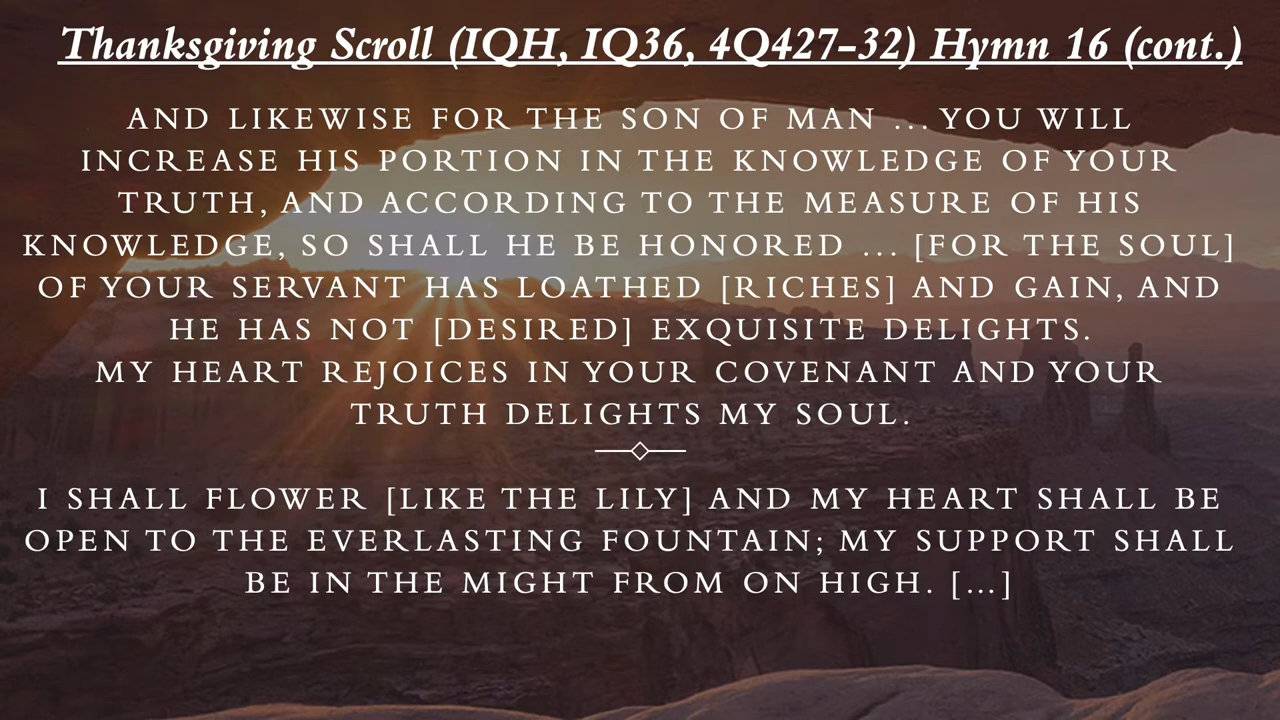 Thanksgiving Scroll (IQH, IQ36, 4Q427–32) Hymn 16 (cont.)
AND LIKEWISE FOR THE SON OF MAN ... YOU WILL
INCREASE HIS PORTION IN THE KNOWLEDGE OF YOUR
TRUTH, AND ACCORDING TO THE MEASURE OF HIS
KNOWLEDGE, SO SHALL HE BE HONORED ... [FOR THE SOUL]
OF YOUR SERVANT HAS LOATHED [RICHES] AND GAIN, AND
HE HAS NOT [DESIRED] EXQUISITE DELIGHTS.
MY HEART REJOICES IN YOUR COVENANT AND YOUR
TRUTH DELIGHTS MY SOUL.
I SHALL FLOWER [LIKE THE LILY] AND MY HEART SHALL BE
OPEN TO THE EVERLASTING FOUNTAIN; MY SUPPORT SHALL
BE IN THE MIGHT FROM ON HIGH. [...]